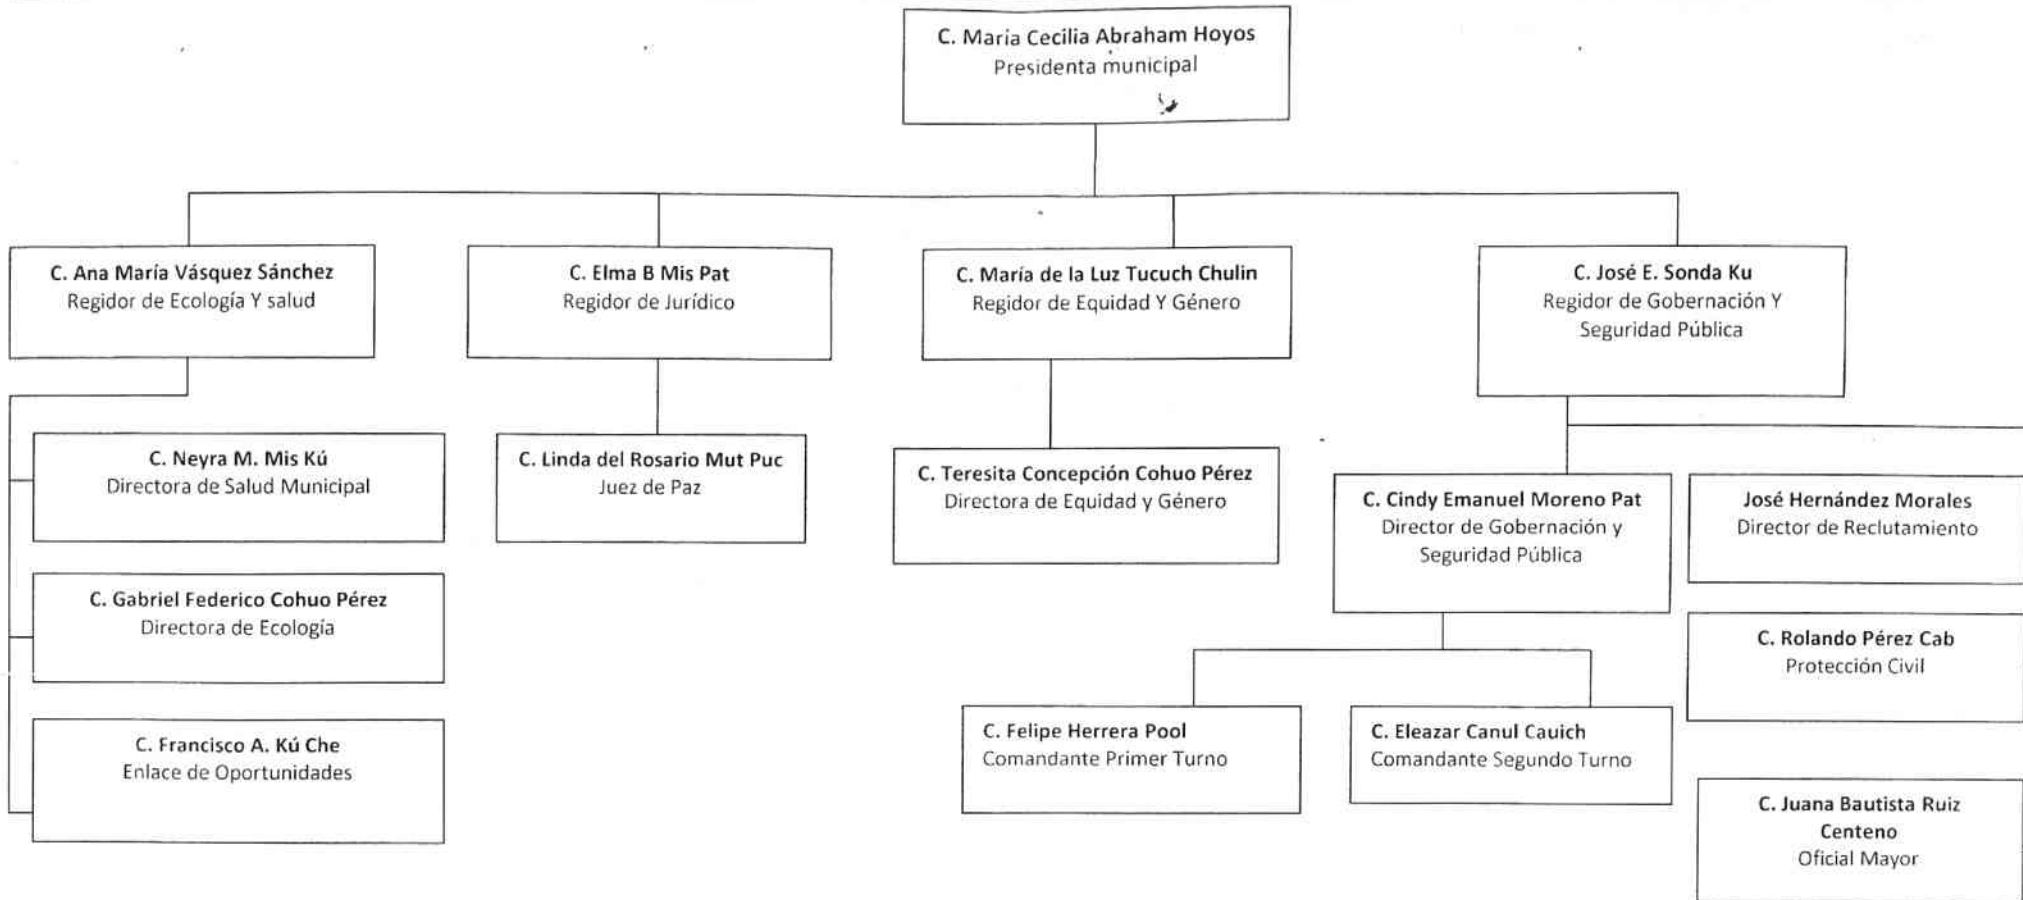 C. María Cecilia Abraham Hoyos
Presidenta municipal
C. Ana María Vásquez Sánchez
Regidor de Ecología Y salud
C. Elma B Mis Pat
Regidor de Jurídico
C. María de la Luz Tucuch Chulin
Regidor de Equidad Y Género
C. José E. Sonda Ku
Regidor de Gobernación Y
Seguridad Pública
C. Neyra M. Mis Kú
Directora de Salud Municipal
C. Linda del Rosario Mut Puc
Juez de Paz
C. Teresita Concepción Cohuo Pérez
Directora de Equidad y Género
C. Cindy Emanuel Moreno Pat
Director de Gobernación y
Seguridad Pública
José Hernández Morales
Director de Reclutamiento
C. Gabriel Federico Cohuo Pérez
Directora de Ecología
C. Rolando Pérez Cab
Protección Civil
C. Francisco A. Kú Che
Enlace de Oportunidades
C. Felipe Herrera Pool
Comandante Primer Turno
C. Eleazar Canul Cauich
Comandante Segundo Turno
C. Juana Bautista Ruiz
Centeno
Oficial Mayor